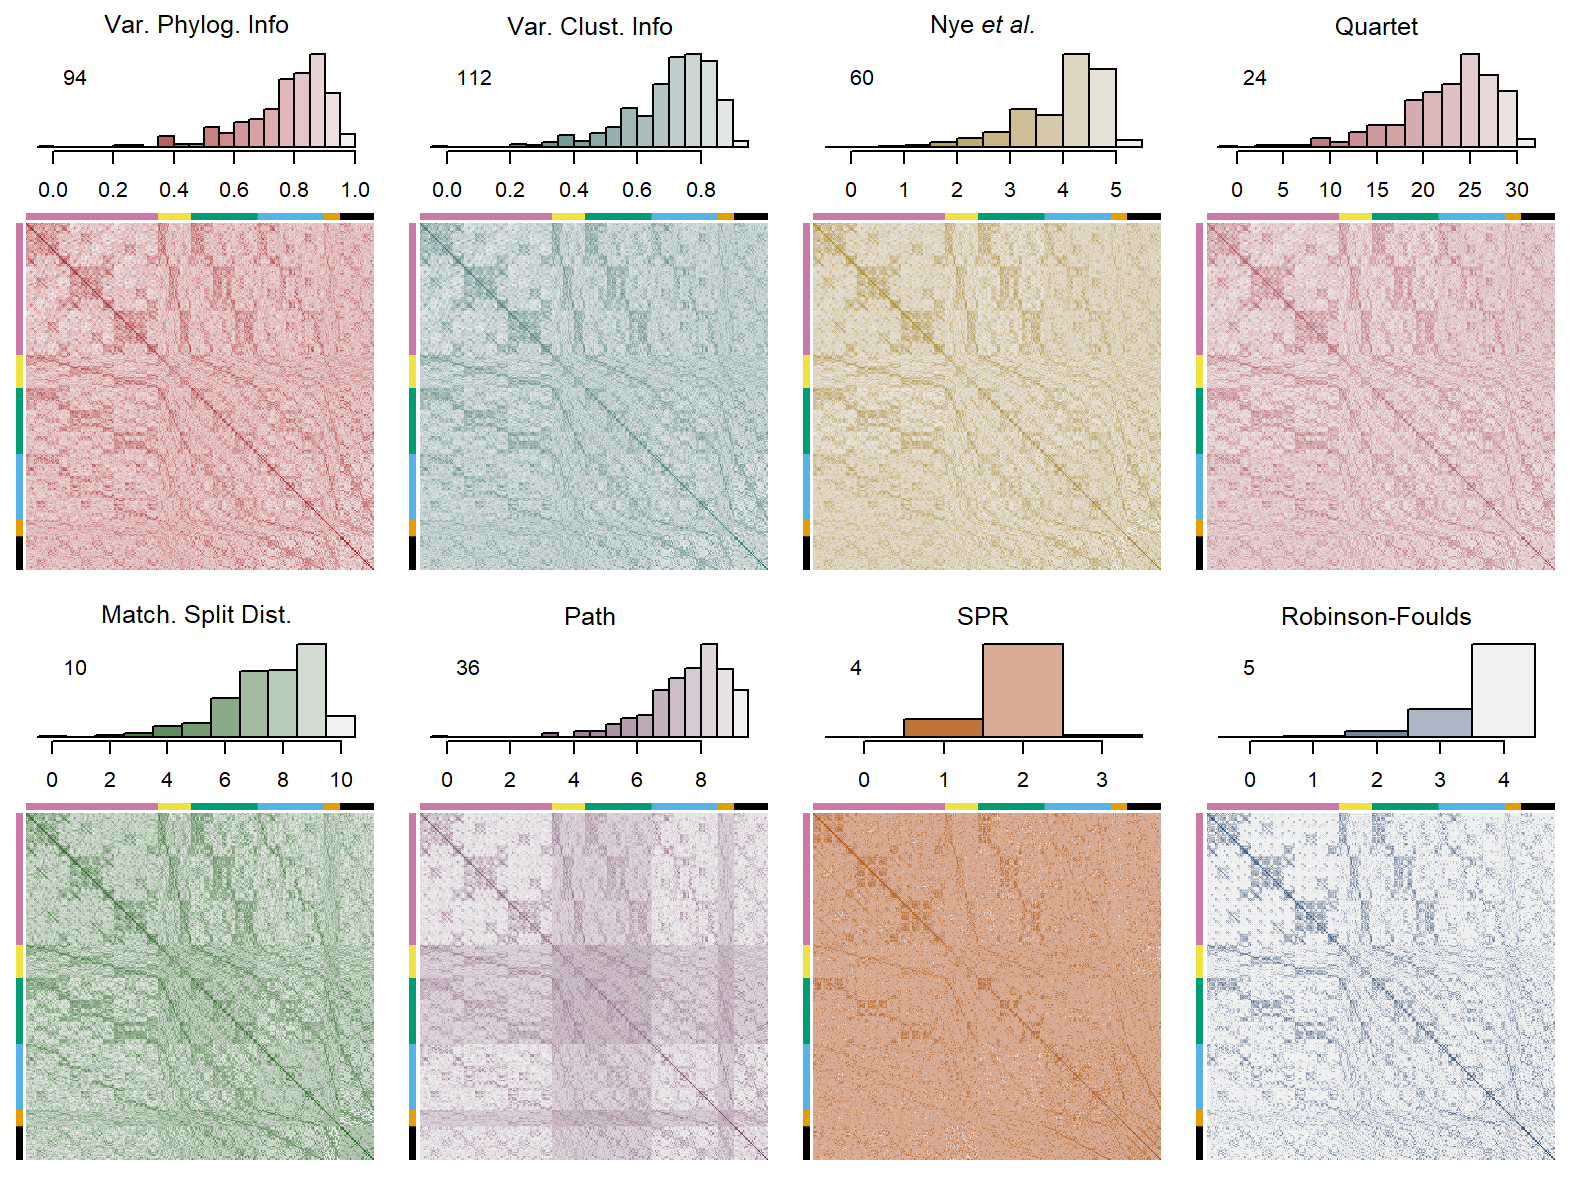 Var. Phylog. Info
94
0.0 0.2 0.4 0.6 0.8 1.0
Var. Clust. Info
112
0.0 0.2 0.4 0.6 0.8
Nye et al.
60
0 1 2 3 4 5
Quartet
24
0 5 10 15 20 25 30
Match. Split Dist.
10
0 2 4 6 8 10
Path
36
0 2 4 6 8
SPR
4
0 1 2 3
Robinson-Foulds
5
0 1 2 3 4